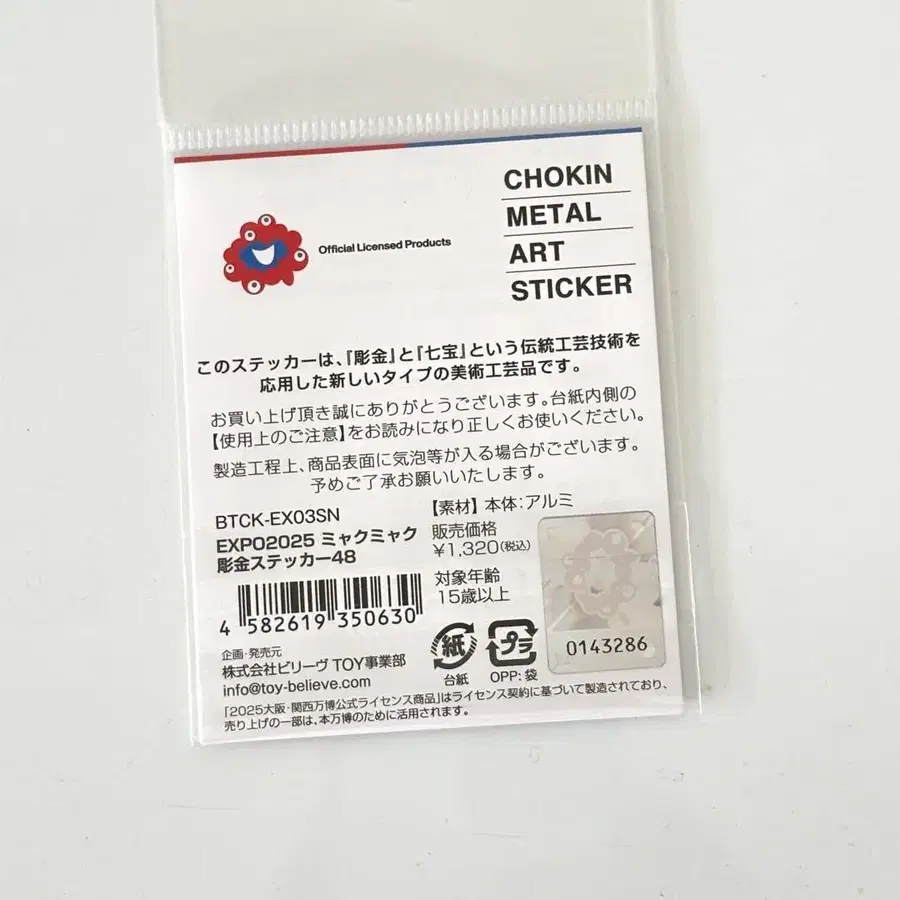 CHOKIN
METAL
ART
STICKER
Official Licensed Products
このステッカーは、『彫金』と『七宝』という伝統工芸技術を
応用した新しいタイプの美術工芸品です。
お買い上げ頂き誠にありがとうございます。台紙内側の
【使用上のご注意】をお読みになり正しくお使いください。
製造工程上、商品表面に気泡等が入る場合がございます。
予めご了承お願いいたします。
BTCK-EX03SN
EXPO2025 ミャクミャク
彫金ステッカー48
4 582619 350630
【素材】本体:アルミ
販売価格
¥1,320(税込)
対象年齢
15歳以上
企画・発売元
株式会社ビリーヴ TOY事業部
info@toy-believe.com
紙
台紙
プラ
OPP:袋
0143286
「2025大阪・関西万博公式ライセンス商品」はライセンス契約に基づいて製造されており、
売り上げの一部は、本万博のために活用されます。